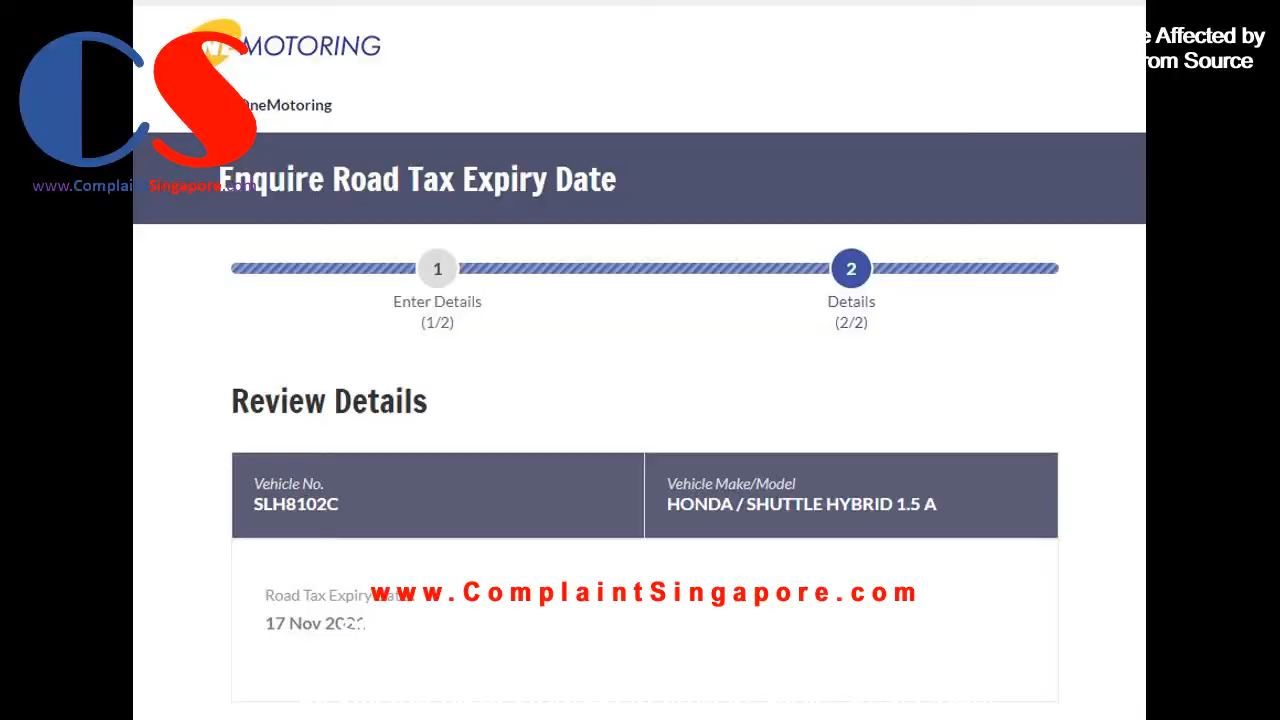 MOTORING
e Affected by
rom Source
OneMotoring
www.ComplaintSingapore.com
Enquire Road Tax Expiry Date
1
2
Enter Details
Details
(1/2)
(2/2)
Review Details
Vehicle No.
Vehicle Make/Model
SLH8102C
HONDA / SHUTTLE HYBRID 1.5 A
Road Tax Expiry
www.ComplaintSingapore.com
17 Nov